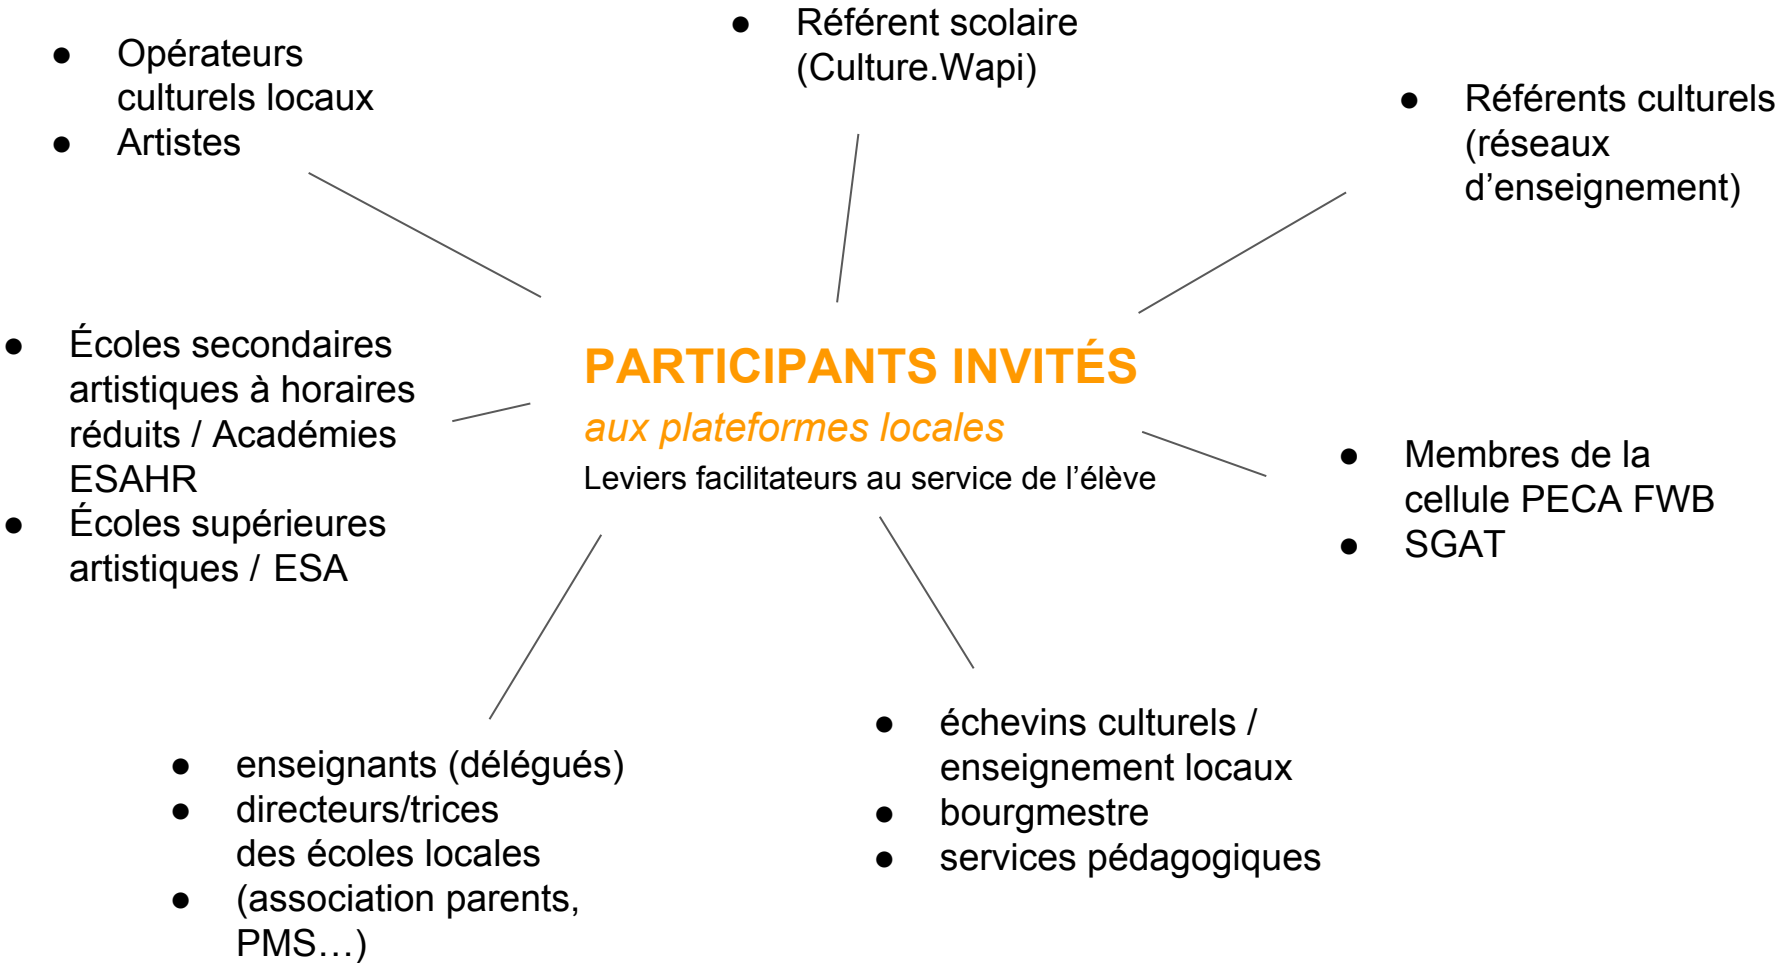 ● Opérateurs
culturels locaux
● Artistes
● Référent scolaire
(Culture.Wapi)
● Référents culturels
(réseaux
d’enseignement)
● Écoles secondaires
artistiques à horaires
réduits / Académies
ESAHR
● Écoles supérieures
artistiques / ESA
PARTICIPANTS INVITÉS
aux plateformes locales
Leviers facilitateurs au service de l’élève
● Membres de la
cellule PECA FWB
● SGAT
● enseignants (délégués)
● directeurs/trices
des écoles locales
● (association parents,
PMS…)
● échevins culturels /
enseignement locaux
● bourgmestre
● services pédagogiques